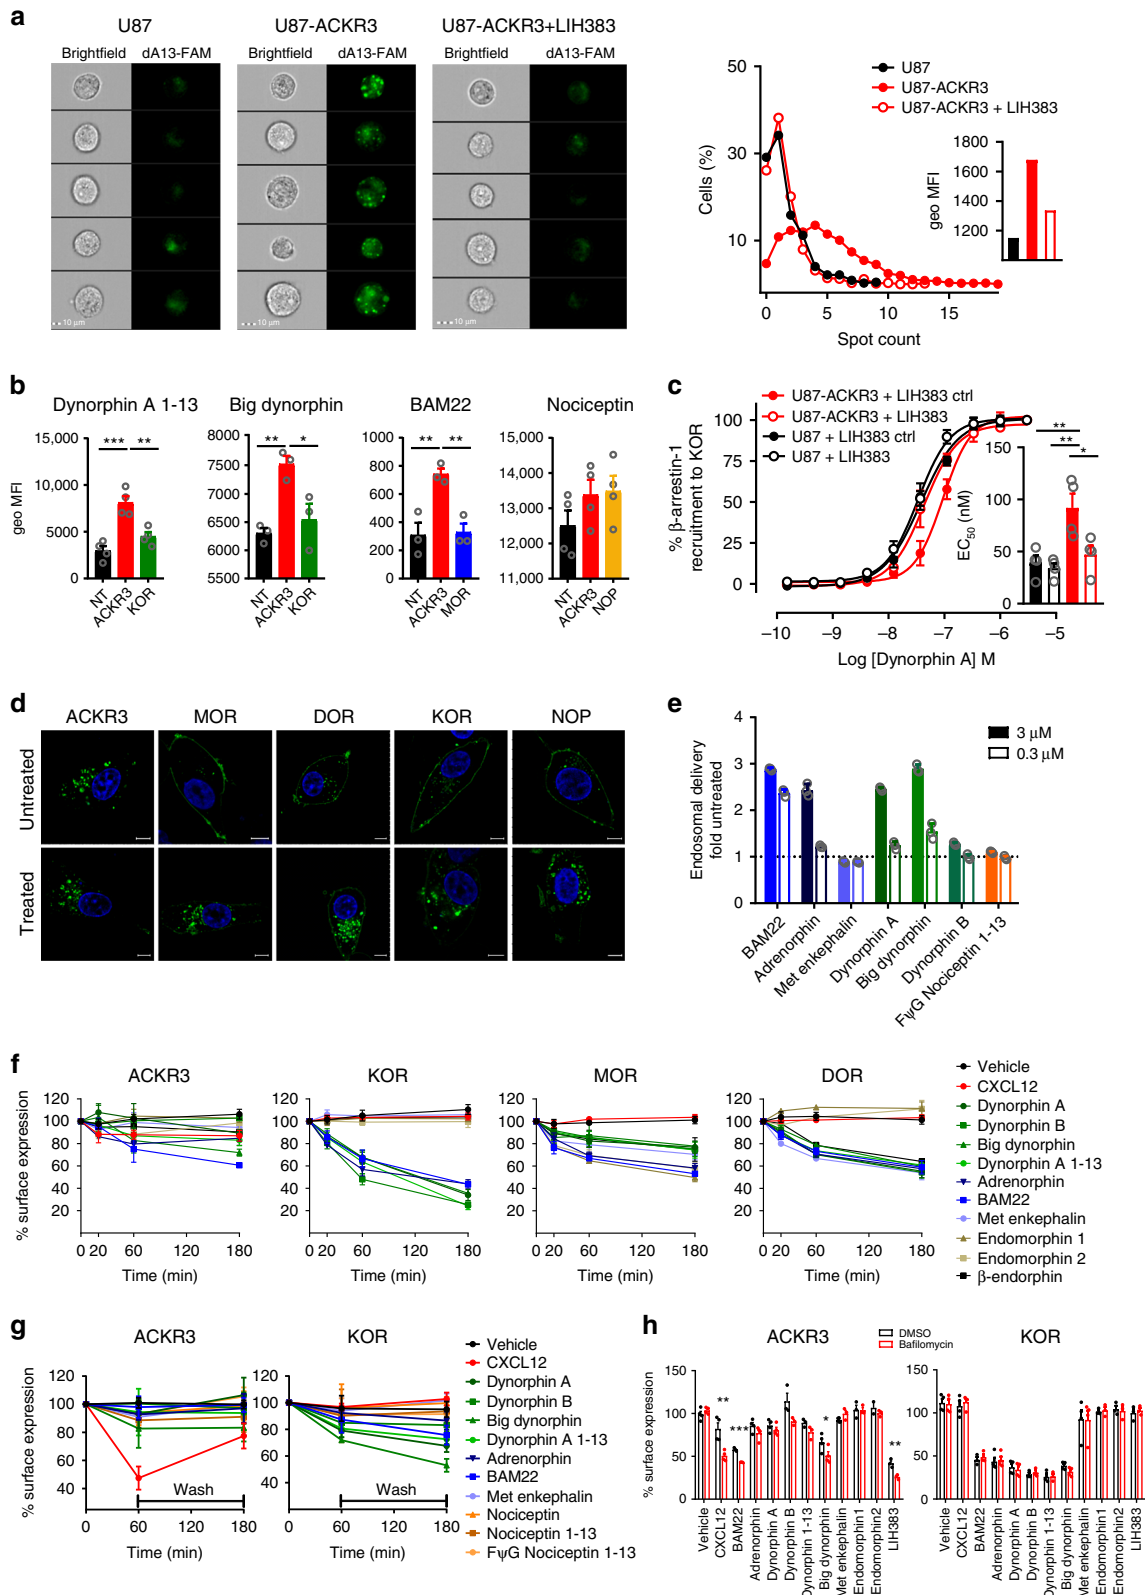 a
U87
U87-ACKR3
U87-ACKR3+LIH383
Brightfield
dA13-FAM
Brightfield
dA13-FAM
Brightfield
dA13-FAM
10 μm
10 μm
10 μm
Cells (%)
50
30
10
0
5
10
15
Spot count
U87
U87-ACKR3
U87-ACKR3 + LIH383
geo MFI
1800
1600
1400
1200
b
Dynorphin A 1-13
Big dynorphin
BAM22
Nociceptin
geo MFI
15,000
10,000
5000
0
*** **
NT
ACKR3
KOR
8000
7500
7000
6500
6000
5500
** *
NT
ACKR3
KOR
1000
800
600
400
200
0
** **
NT
ACKR3
MOR
15,000
14,000
13,000
12,000
11,000
NT
ACKR3
NOP
c
% β-arrestin-1
recruitment to KOR
100
75
50
25
0
U87-ACKR3 + LIH383 ctrl
U87-ACKR3 + LIH383
U87 + LIH383 ctrl
U87 + LIH383
−10
−9
−8
−7
−6
−5
Log [Dynorphin A] M
EC50 (nM)
150
100
50
0
**
**
*
d
ACKR3
MOR
DOR
KOR
NOP
Untreated
Treated
e
Endosomal delivery
fold untreated
4
3
2
1
0
3 μM
0.3 μM
BAM22
Adrenorphin
Met enkephalin
Dynorphin A
Big dynorphin
Dynorphin B
FψG Nociceptin 1-13
f
ACKR3
KOR
MOR
DOR
% surface expression
120
100
80
60
40
20
0 20 60 120 180
Time (min)
120
100
80
60
40
20
0 20 60 120 180
Time (min)
120
100
80
60
40
20
0 20 60 120 180
Time (min)
120
100
80
60
40
20
0 20 60 120 180
Time (min)
Vehicle
CXCL12
Dynorphin A
Dynorphin B
Big dynorphin
Dynorphin A 1-13
Adrenorphin
BAM22
Met enkephalin
Endomorphin 1
Endomorphin 2
β-endorphin
g
ACKR3
KOR
% surface expression
120
100
80
60
40
Wash
0 60 120 180
Time (min)
120
100
80
60
40
Wash
0 60 120 180
Time (min)
Vehicle
CXCL12
Dynorphin A
Dynorphin B
Big dynorphin
Dynorphin A 1-13
Adrenorphin
BAM22
Met enkephalin
Nociceptin
Nociceptin 1-13
FψG Nociceptin 1-13
h
ACKR3
KOR
DMSO
Bafilomycin
% surface expression
150
100
50
0
**
***
*
**
Vehicle
CXCL12
BAM22
Adrenorphin
Dynorphin A
Dynorphin B
Dynorphin 1-13
Big dynorphin
Met enkephalin
Endomorphin1
Endomorphin2
LIH383
150
100
50
0
Vehicle
CXCL12
BAM22
Adrenorphin
Dynorphin A
Dynorphin B
Dynorphin 1-13
Big dynorphin
Met enkephalin
Endomorphin1
Endomorphin2
LIH383